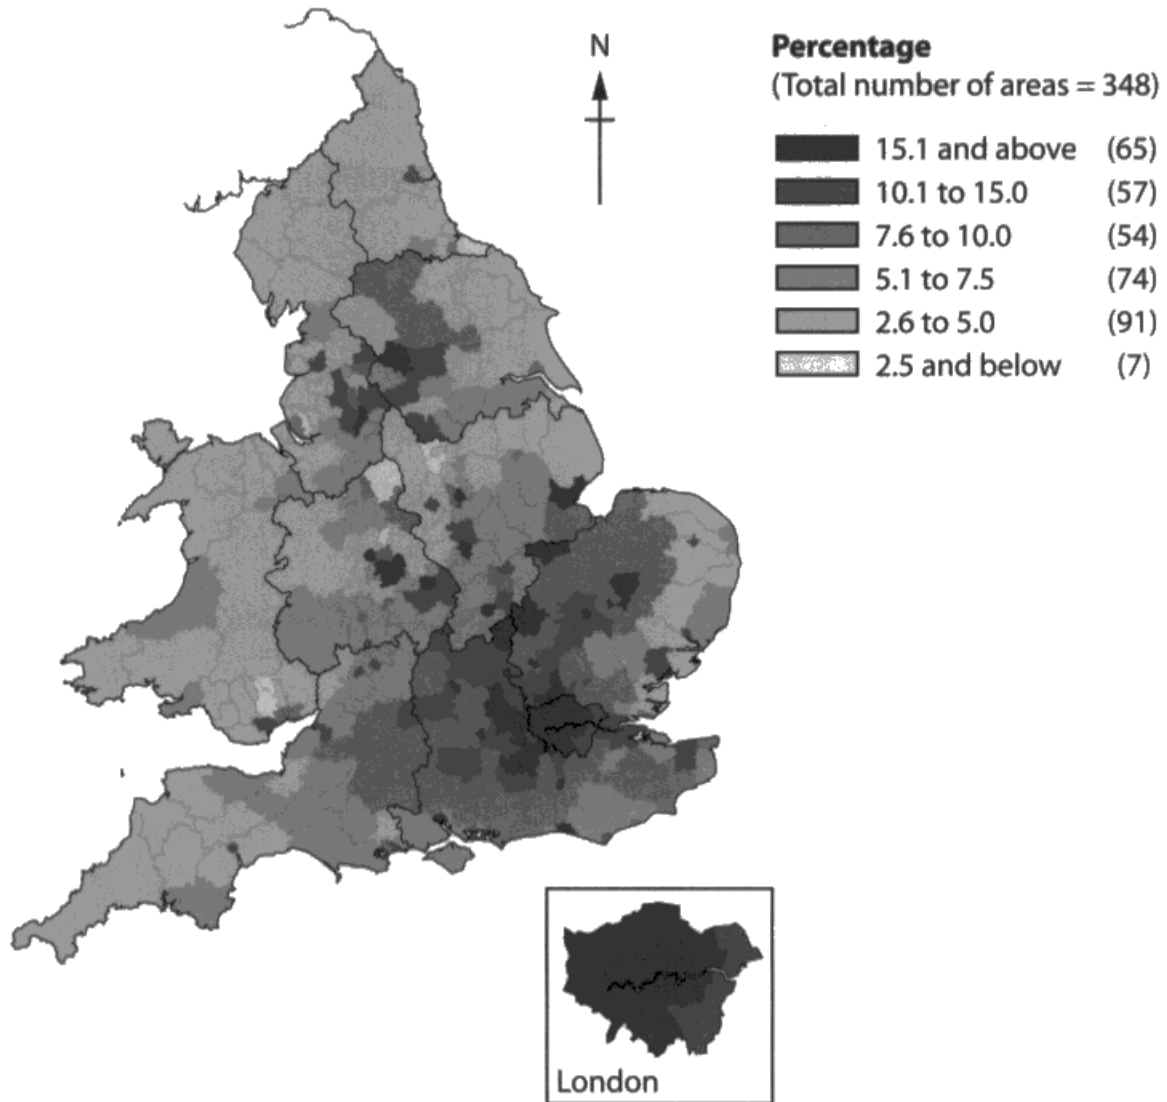 N
Percentage
(Total number of areas = 348)
15.1 and above (65)
10.1 to 15.0 (57)
7.6 to 10.0 (54)
5.1 to 7.5 (74)
2.6 to 5.0 (91)
2.5 and below (7)
London